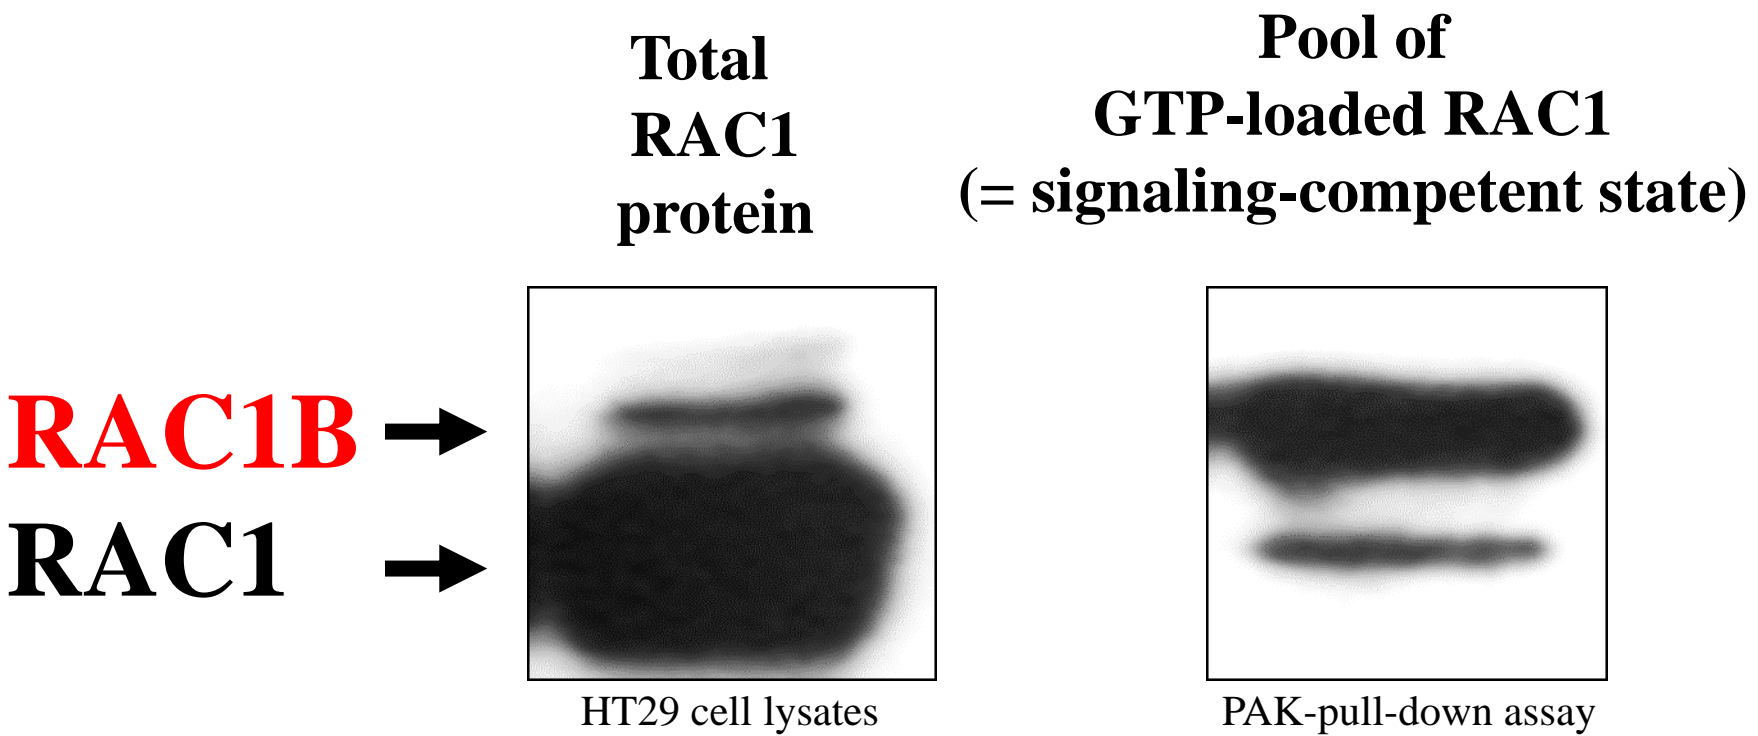 Total
RAC1
protein
Pool of
GTP-loaded RAC1
(= signaling-competent state)
RAC1B
RAC1
HT29 cell lysates
PAK-pull-down assay